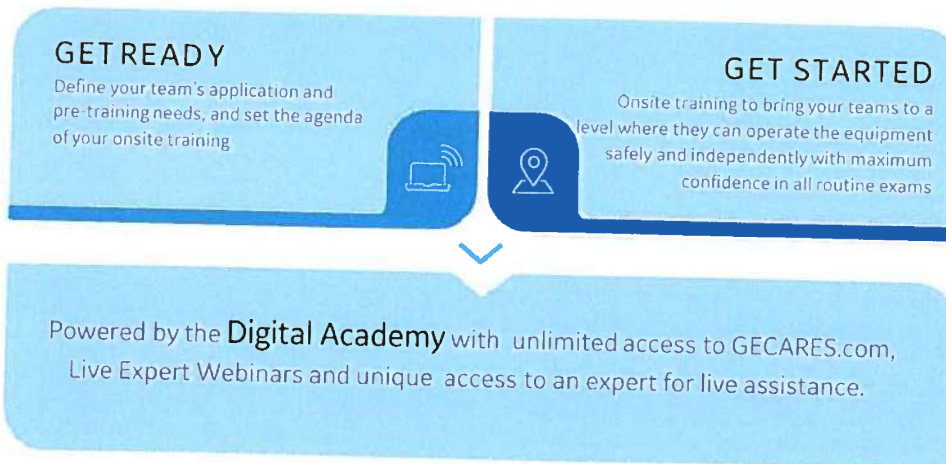 GET READY
Define your team's application and
pre-training needs, and set the agenda
of your onsite training
GET STARTED
Onsite training to bring your teams to a
level where they can operate the equipment
safely and independently with maximum
confidence in all routine exams
Powered by the Digital Academy with unlimited access to GECARES.com,
Live Expert Webinars and unique access to an expert for live assistance.